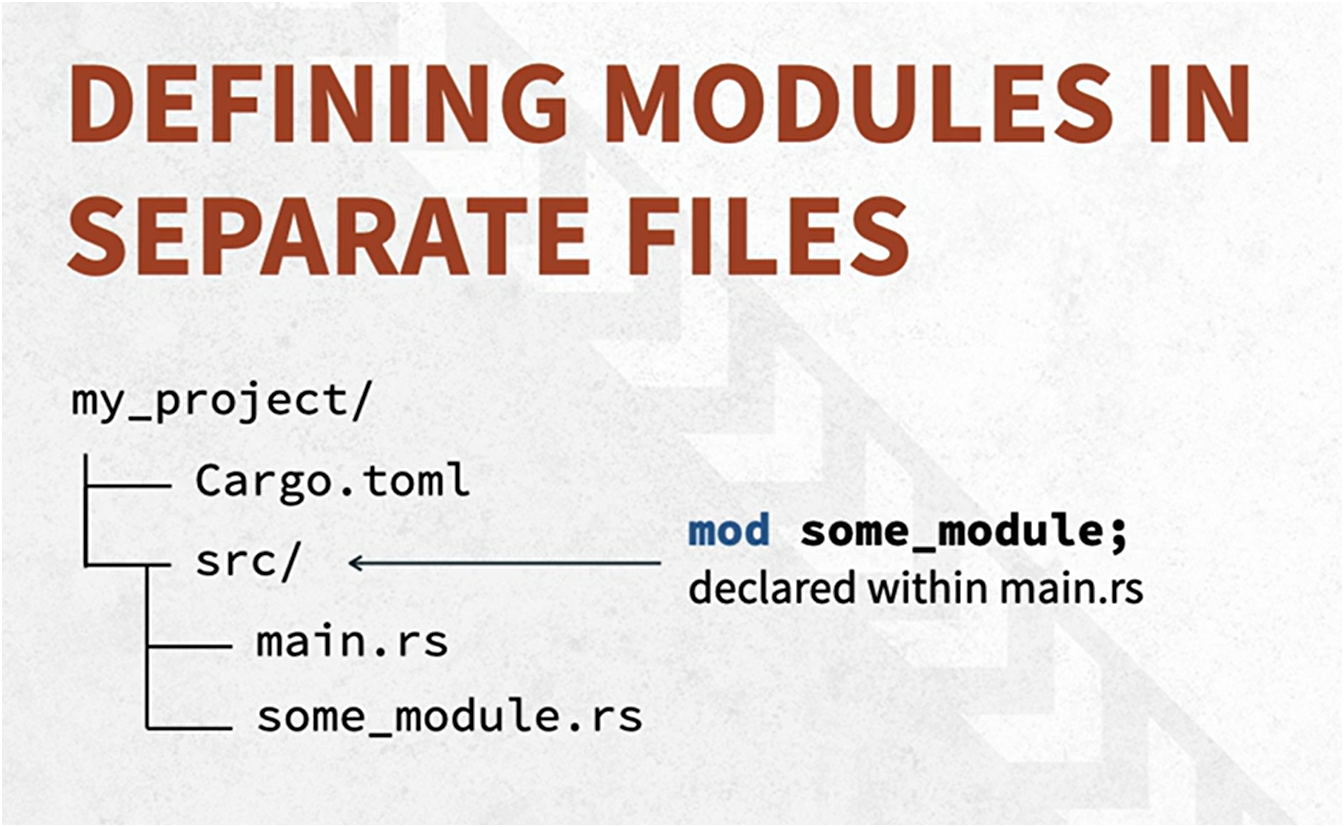 DEFINING MODULES IN
SEPARATE FILES
my_project/
Cargo.toml
src/
mod some_module;
declared within main.rs
main.rs
some_module.rs